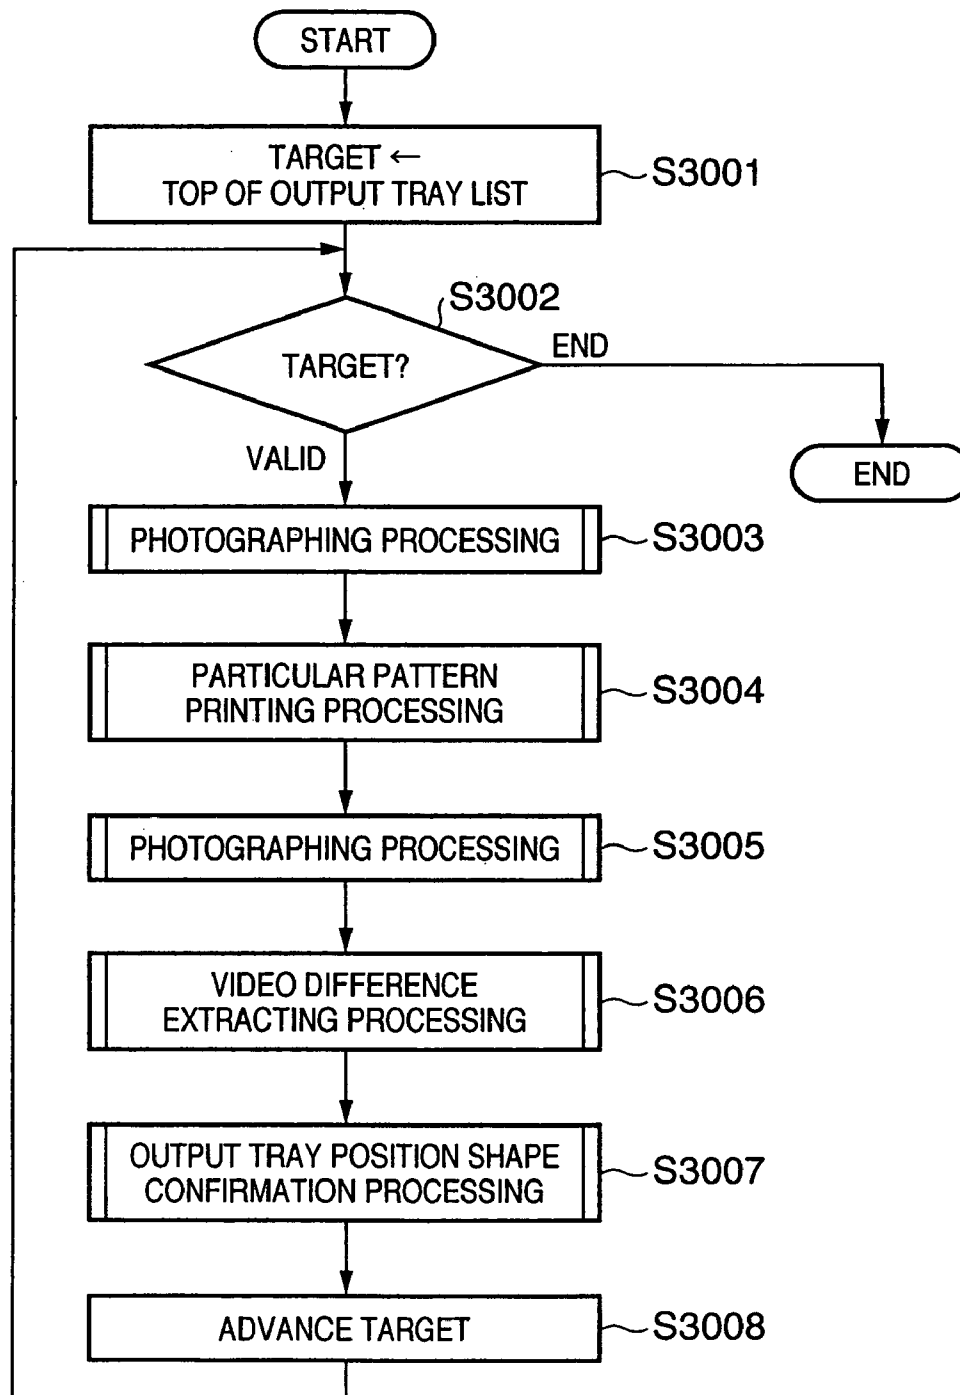 START
TARGET ←
TOP OF OUTPUT TRAY LIST
S3001
S3002
TARGET?
END
VALID
END
PHOTOGRAPHING PROCESSING
S3003
PARTICULAR PATTERN
PRINTING PROCESSING
S3004
PHOTOGRAPHING PROCESSING
S3005
VIDEO DIFFERENCE
EXTRACTING PROCESSING
S3006
OUTPUT TRAY POSITION SHAPE
CONFIRMATION PROCESSING
S3007
ADVANCE TARGET
S3008